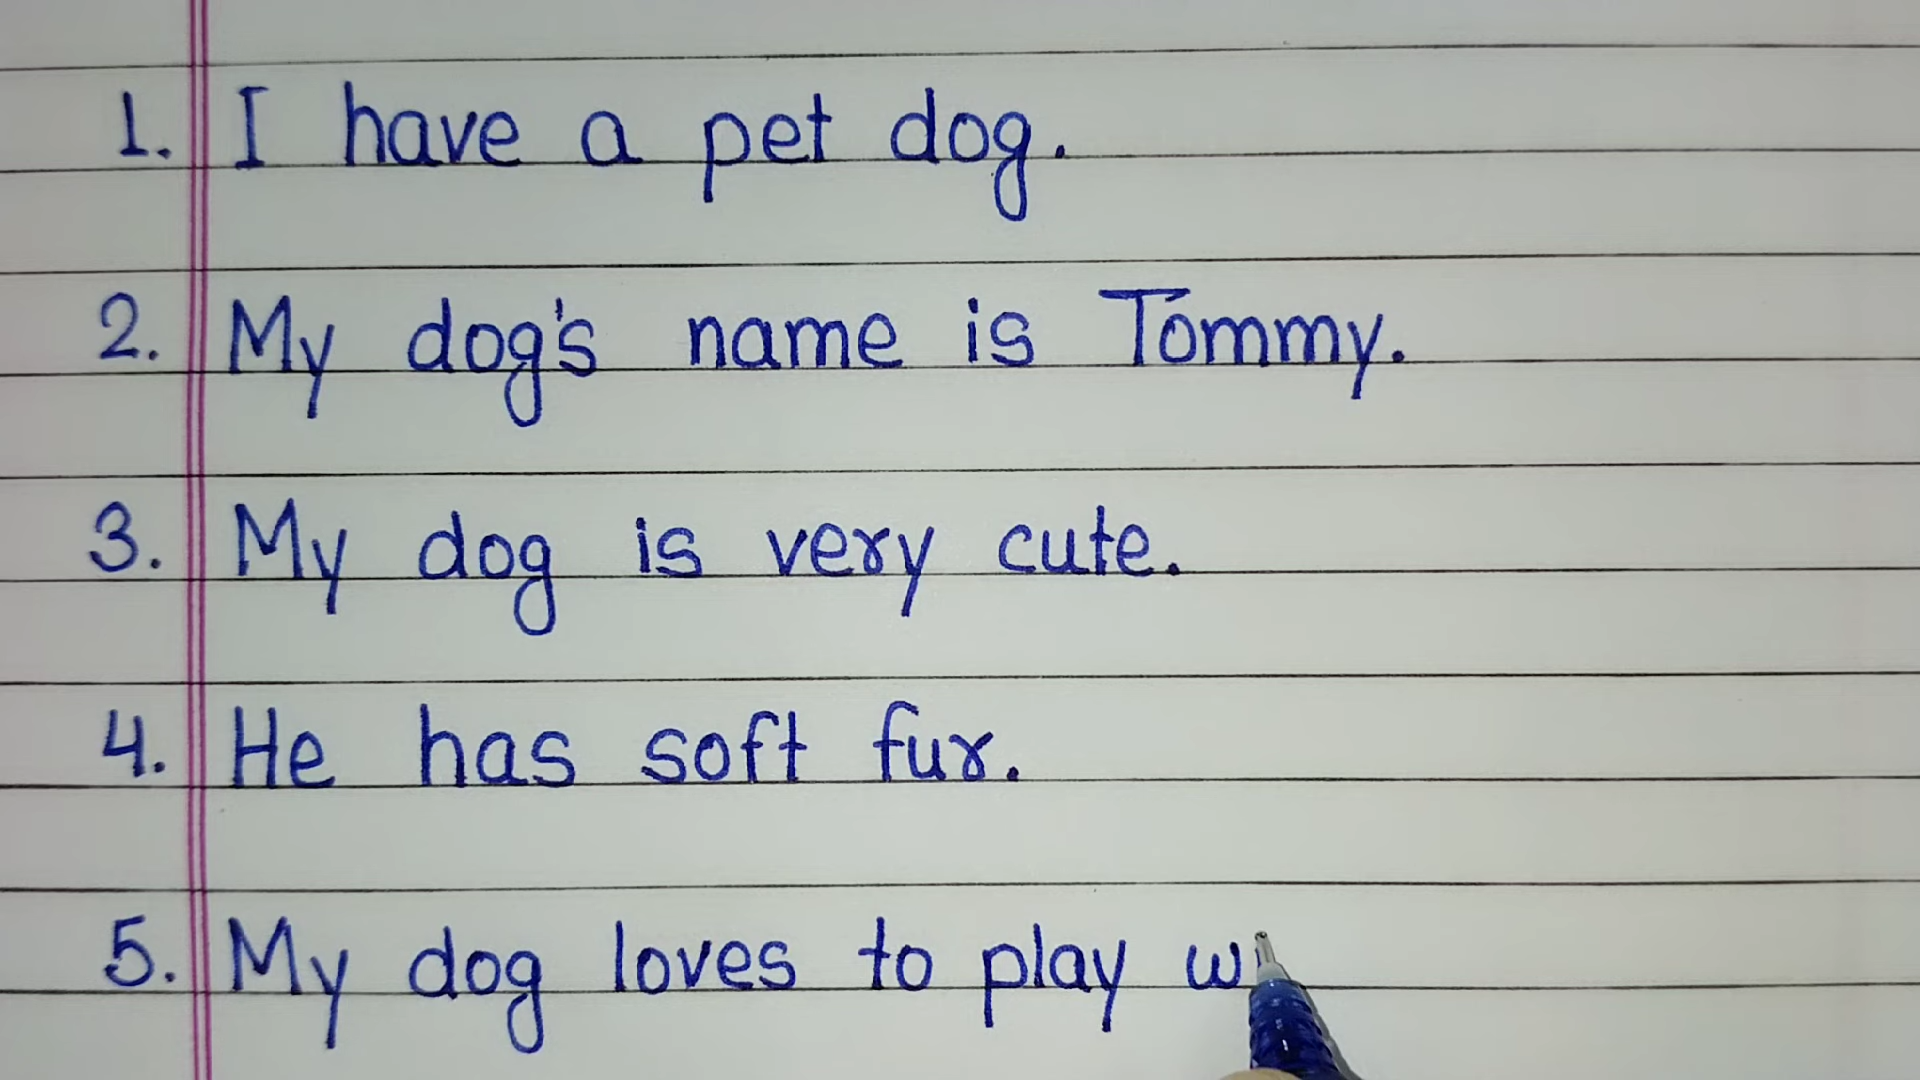 1. I have a pet dog.
2. My dog's name is Tommy.
3. My dog is very cute.
4. He has soft fur.
5. My dog loves to play w